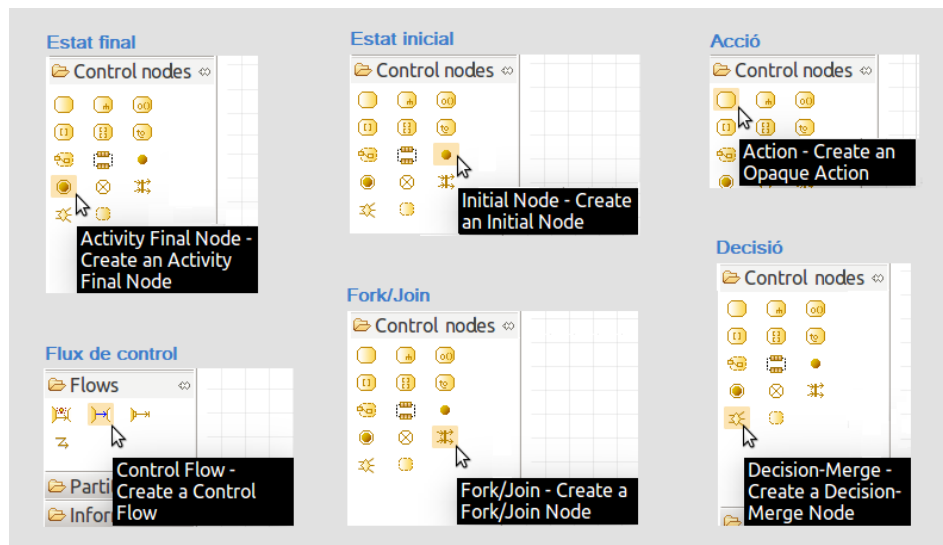 Estat final
Control nodes
Activity Final Node -
Create an Activity
Final Node
Estat inicial
Control nodes
Initial Node - Create
an Initial Node
Acció
Control nodes
Action - Create an
Opaque Action
Flux de control
Flows
Control Flow -
Create a Control
Flow
Parti
Infor
Fork/Join
Control nodes
Fork/Join - Create a
Fork/Join Node
Decisió
Control nodes
Decision-Merge -
Create a Decision-
Merge Node